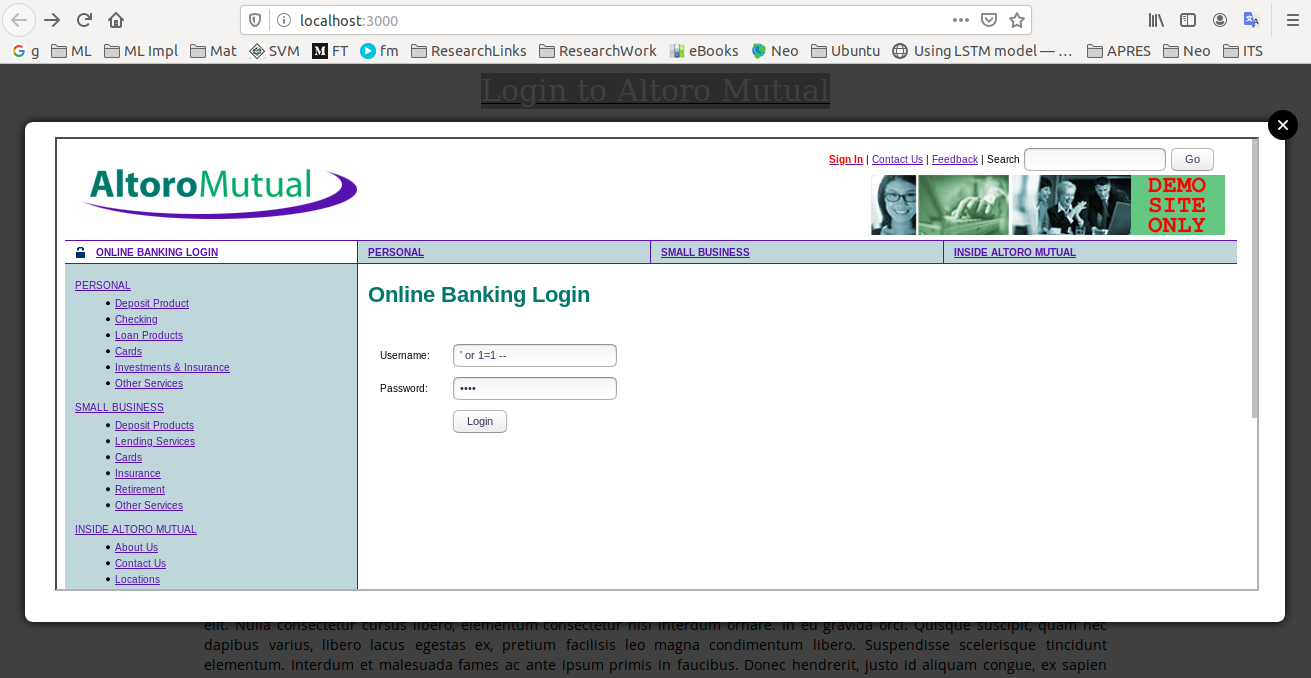 localhost:3000
g ML ML Impl Mat SVM FT fm ResearchLinks ResearchWork eBooks Neo Ubuntu Using LSTM model — … APRES Neo ITS
Login to Altoro Mutual
Sign In | Contact Us | Feedback | Search Go
AltoroMutual
DEMO
SITE
ONLY
ONLINE BANKING LOGIN PERSONAL SMALL BUSINESS INSIDE ALTORO MUTUAL
PERSONAL
Deposit Product
Checking
Loan Products
Cards
Investments & Insurance
Other Services
SMALL BUSINESS
Deposit Products
Lending Services
Cards
Insurance
Retirement
Other Services
INSIDE ALTORO MUTUAL
About Us
Contact Us
Locations
Online Banking Login
Username: ' or 1=1 --
Password: ••••
Login
elit. Nulla consectetur cursus libero, elementum consectetur nisi interdum ornare. In eu gravida orci. Quisque suscipit, quam nec
dapibus varius, libero lacus egestas ex, pretium facilisis leo magna condimentum libero. Suspendisse scelerisque tincidunt
elementum. Interdum et malesuada fames ac ante ipsum primis in faucibus. Donec hendrerit, justo id aliquam congue, ex sapien